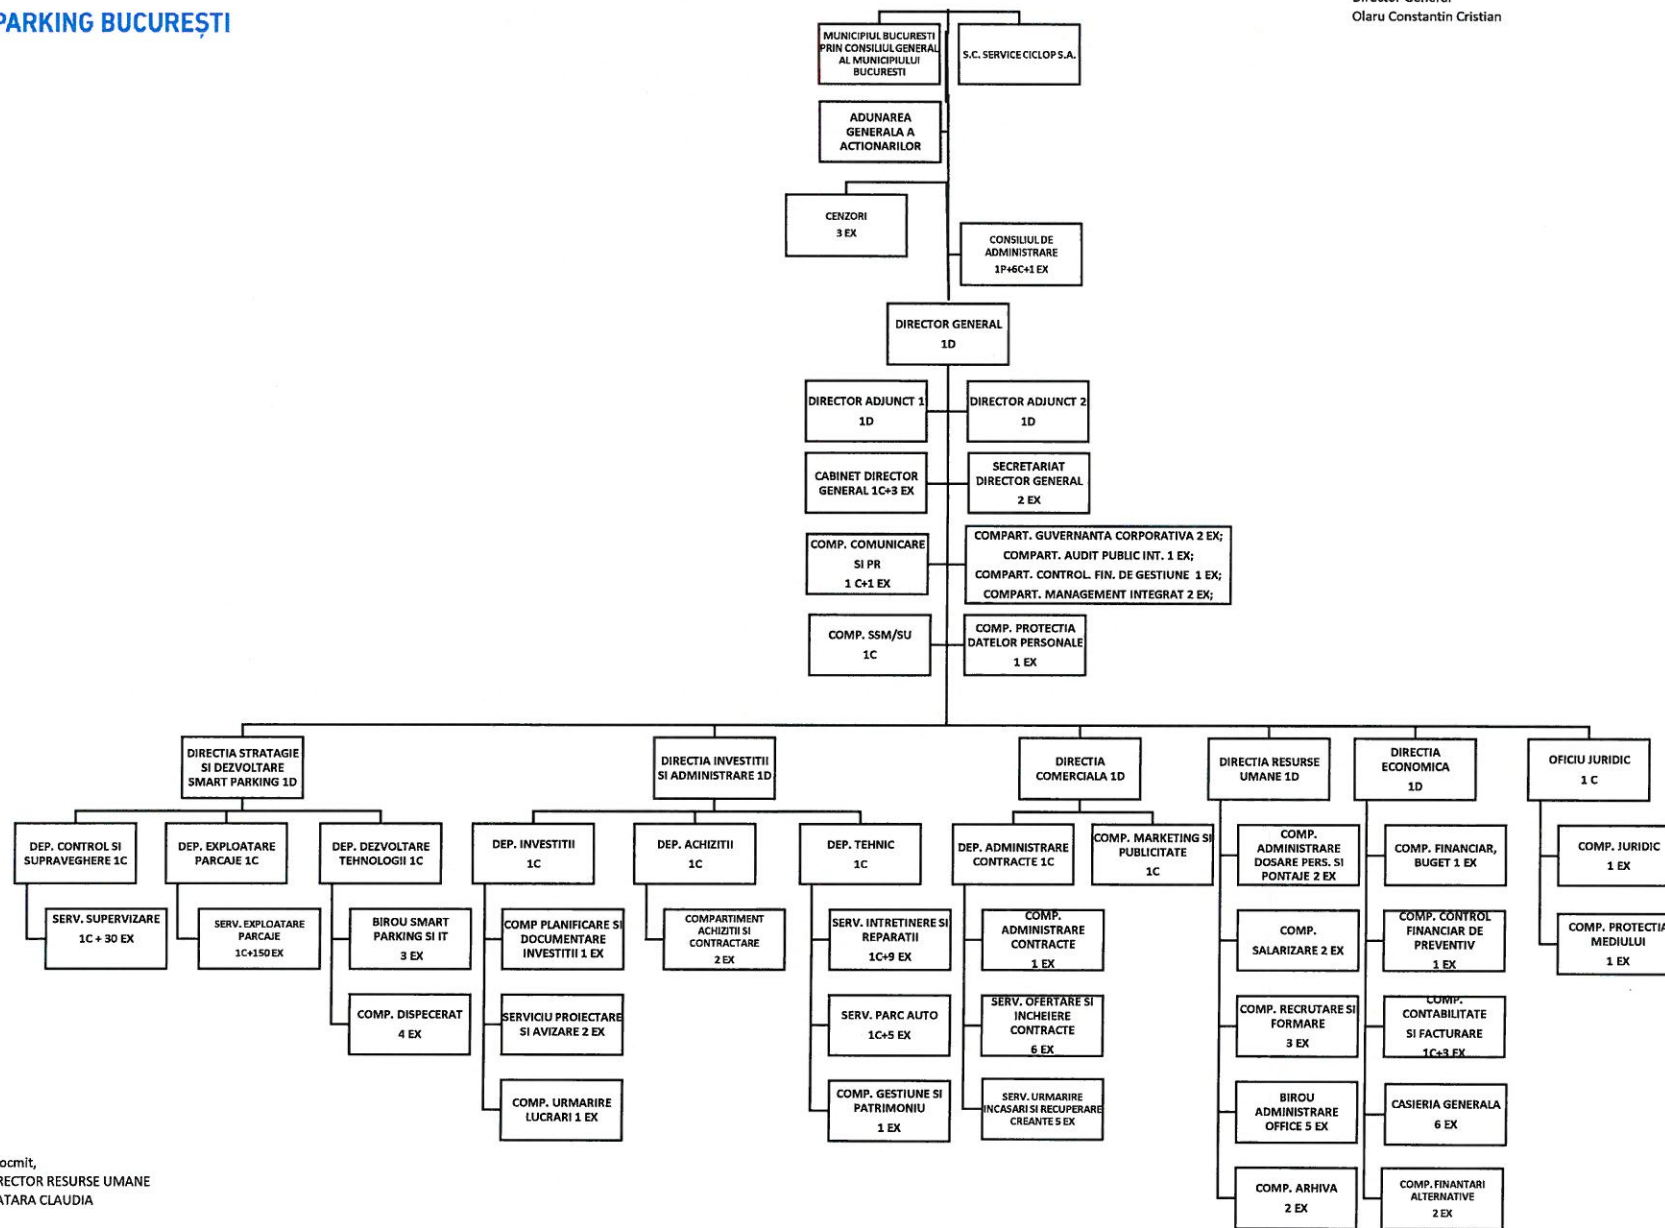 PARKING BUCUREȘTI
Olaru Constantin Cristian
MUNICIPIUL BUCURESTI
PRIN CONSILIUL GENERAL
AL MUNICIPIULUI
BUCURESTI
S.C. SERVICE CICLOP S.A.
ADUNAREA
GENERALA A
ACTIONARILOR
CENZORI
3 EX
CONSILIUL DE
ADMINISTRARE
1P+6C+1 EX
DIRECTOR GENERAL
1D
DIRECTOR ADJUNCT 1
1D
DIRECTOR ADJUNCT 2
1D
CABINET DIRECTOR
GENERAL 1C+3 EX
SECRETARIAT
DIRECTOR GENERAL
2 EX
COMP. COMUNICARE
SI PR
1 C+1 EX
COMPART. GUVERNANTA CORPORATIVA 2 EX;
COMPART. AUDIT PUBLIC INT. 1 EX;
COMPART. CONTROL. FIN. DE GESTIUNE 1 EX;
COMPART. MANAGEMENT INTEGRAT 2 EX;
COMP. SSM/SU
1C
COMP. PROTECTIA
DATELOR PERSONALE
1 EX
DIRECTIA STRATAGIE
SI DEZVOLTARE
SMART PARKING 1D
DIRECTIA INVESTITII
SI ADMINISTRARE 1D
DIRECTIA
COMERCIALA 1D
DIRECTIA RESURSE
UMANE 1D
DIRECTIA
ECONOMICA
1D
OFICIU JURIDIC
1 C
DEP. CONTROL SI
SUPRAVEGHERE 1C
DEP. EXPLOATARE
PARCAJE 1C
DEP. DEZVOLTARE
TEHNOLOGII 1C
DEP. INVESTITII
1C
DEP. ACHIZITII
1C
DEP. TEHNIC
1C
DEP. ADMINISTRARE
CONTRACTE 1C
COMP. MARKETING SI
PUBLICITATE
1C
COMP.
ADMINISTRARE
DOSARE PERS. SI
PONTAJE 2 EX
COMP. FINANCIAR,
BUGET 1 EX
COMP. JURIDIC
1 EX
SERV. SUPERVIZARE
1C + 30 EX
SERV. EXPLOATARE
PARCAJE
1C+150 EX
BIROU SMART
PARKING SI IT
3 EX
COMP PLANIFICARE SI
DOCUMENTARE
INVESTITII 1 EX
COMPARTIMENT
ACHIZITII SI
CONTRACTARE
2 EX
SERV. INTRETINERE SI
REPARATII
1C+9 EX
COMP.
ADMINISTRARE
CONTRACTE
1 EX
COMP.
SALARIZARE 2 EX
COMP. CONTROL
FINANCIAR DE
PREVENTIV
1 EX
COMP. PROTECTIA
MEDIULUI
1 EX
COMP. DISPECERAT
4 EX
SERVICIU PROIECTARE
SI AVIZARE 2 EX
SERV. PARC AUTO
1C+5 EX
SERV. OFERTARE SI
INCHEIERE
CONTRACTE
6 EX
COMP. RECRUTARE SI
FORMARE
3 EX
COMP.
CONTABILITATE
SI FACTURARE
1C+3 EX
COMP. URMARIRE
LUCRARI 1 EX
COMP. GESTIUNE SI
PATRIMONIU
1 EX
SERV. URMARIRE
INCASARI SI RECUPERARE
CREANTE 5 EX
BIROU
ADMINISTRARE
OFFICE 5 EX
CASIERIA GENERALA
6 EX
COMP. ARHIVA
2 EX
COMP. FINANTARI
ALTERNATIVE
2 EX
ocmit,
RECTOR RESURSE UMANE
ATARA CLAUDIA